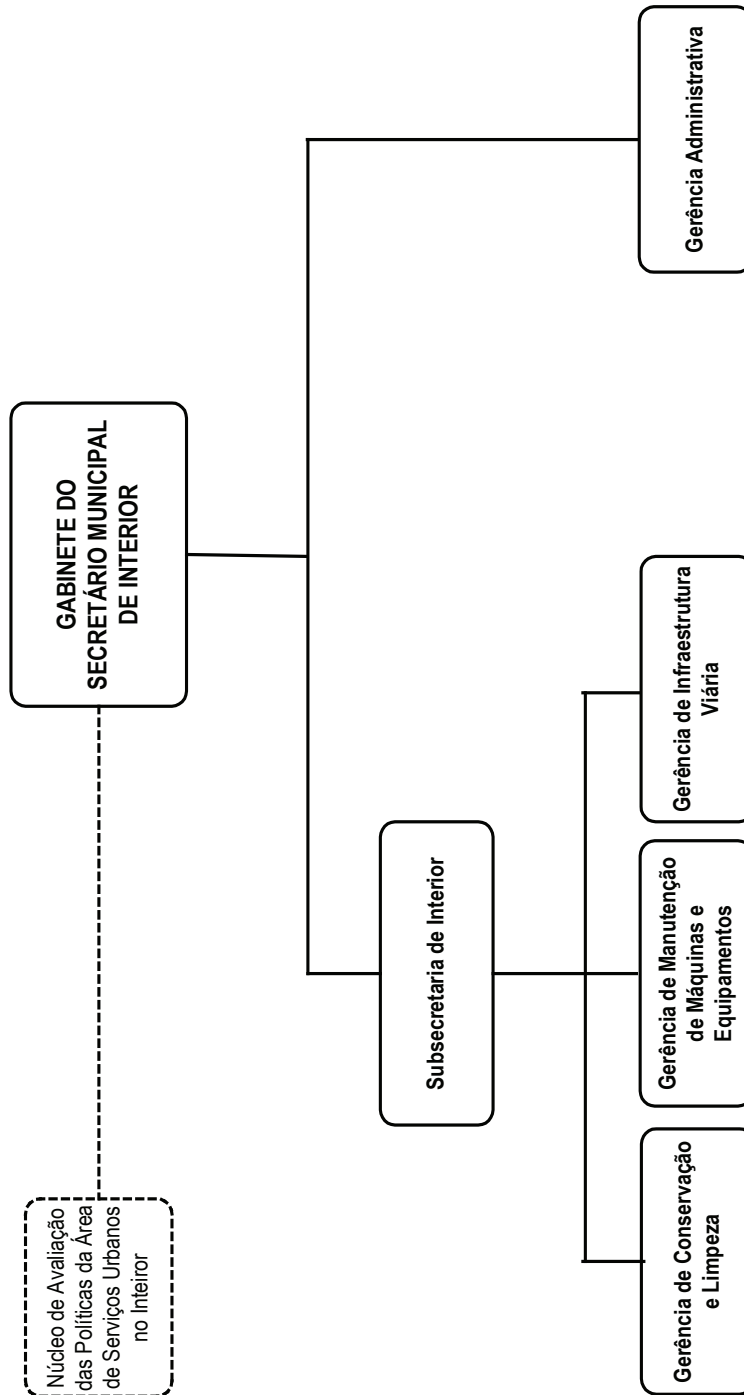 GABINETE DO
SECRETÁRIO MUNICIPAL
DE INTERIOR
Núcleo de Avaliação
das Políticas da Área
de Serviços Urbanos
no Inteiror
Subsecretaria de Interior
Gerência de Conservação
e Limpeza
Gerência de Manutenção
de Máquinas e
Equipamentos
Gerência de Infraestrutura
Viária
Gerência Administrativa